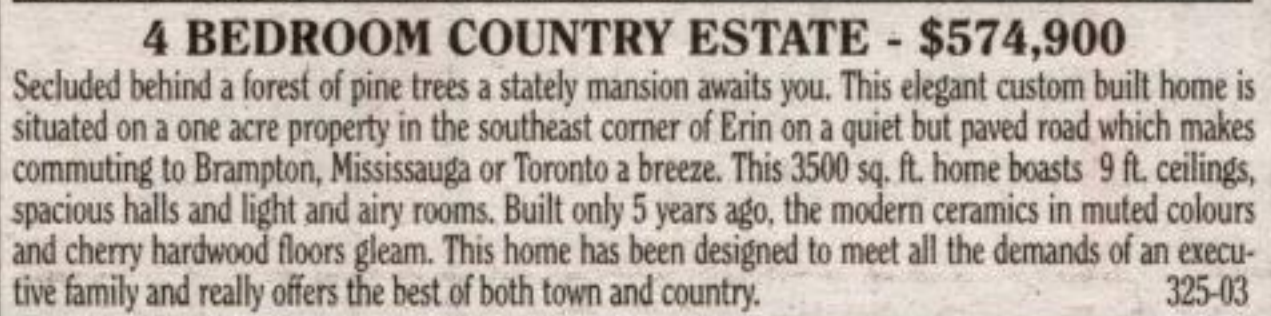 4 BEDROOM COUNTRY ESTATE - $574,900
Secluded behind a forest of pine trees a stately mansion awaits you. This elegant custom built home is
situated on a one acre property in the southeast corner of Erin on a quiet but paved road which makes
commuting to Brampton, Mississauga or Toronto a breeze. This 3500 sq. ft. home boasts 9 ft. ceilings,
spacious halls and light and airy rooms. Built only 5 years ago, the modern ceramics in muted colours
and cherry hardwood floors gleam. This home has been designed to meet all the demands of an execu-
tive family and really offers the best of both town and country. 325-03